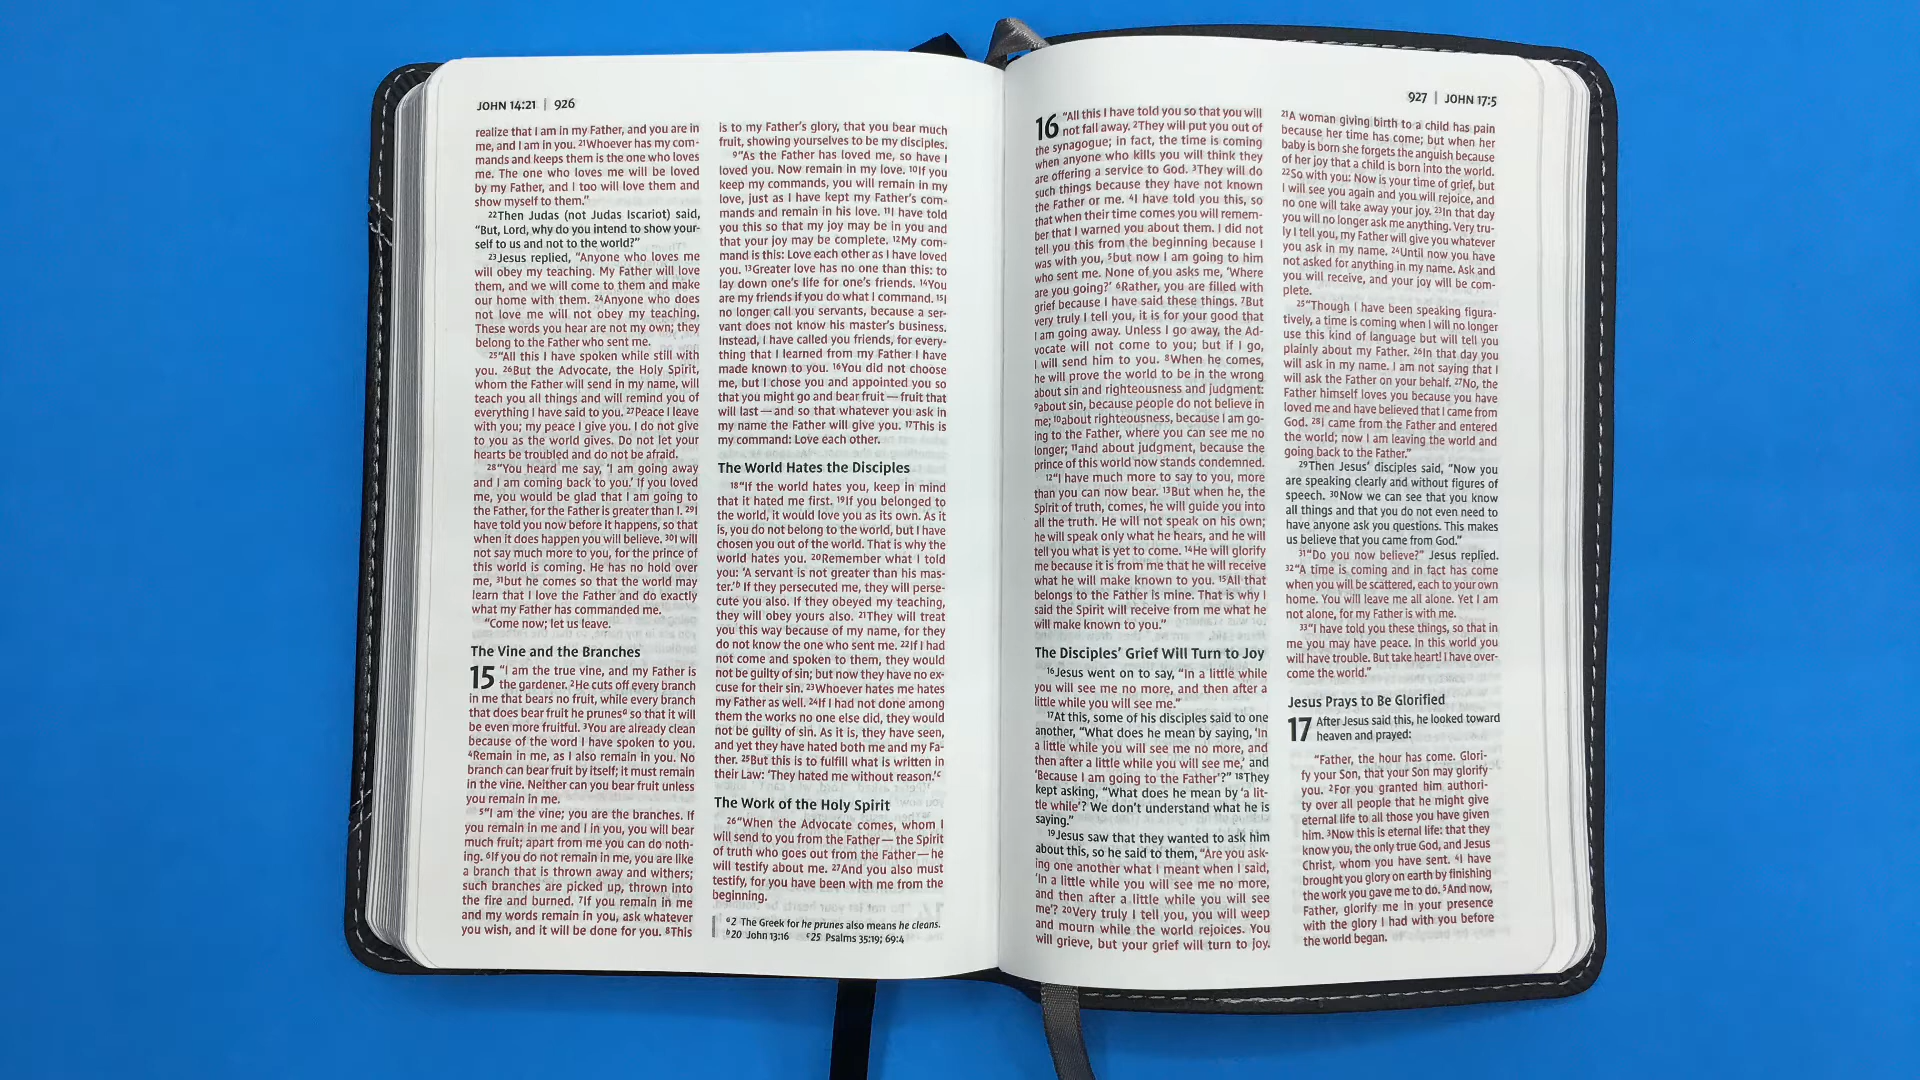 JOHN 14:21 | 926
realize that I am in my Father, and you are in
me, and I am in you. 21Whoever has my com-
mands and keeps them is the one who loves
me. The one who loves me will be loved
by my Father, and I too will love them and
show myself to them.”
22Then Judas (not Judas Iscariot) said,
“But, Lord, why do you intend to show your-
self to us and not to the world?”
23Jesus replied, “Anyone who loves me
will obey my teaching. My Father will love
them, and we will come to them and make
our home with them. 24Anyone who does
not love me will not obey my teaching.
These words you hear are not my own; they
belong to the Father who sent me.
25“All this I have spoken while still with
you. 26But the Advocate, the Holy Spirit,
whom the Father will send in my name, will
teach you all things and will remind you of
everything I have said to you. 27Peace I leave
with you; my peace I give you. I do not give
to you as the world gives. Do not let your
hearts be troubled and do not be afraid.
28“You heard me say, ‘I am going away
and I am coming back to you.’ If you loved
me, you would be glad that I am going to
the Father, for the Father is greater than I. 29I
have told you now before it happens, so that
when it does happen you will believe. 30I will
not say much more to you, for the prince of
this world is coming. He has no hold over
me, 31but he comes so that the world may
learn that I love the Father and do exactly
what my Father has commanded me.
“Come now; let us leave.
The Vine and the Branches
15 “I am the true vine, and my Father is
the gardener. 2He cuts off every branch
in me that bears no fruit, while every branch
that does bear fruit he prunesa so that it will
be even more fruitful. 3You are already clean
because of the word I have spoken to you.
4Remain in me, as I also remain in you. No
branch can bear fruit by itself; it must remain
in the vine. Neither can you bear fruit unless
you remain in me.
5“I am the vine; you are the branches. If
you remain in me and I in you, you will bear
much fruit; apart from me you can do noth-
ing. 6If you do not remain in me, you are like
a branch that is thrown away and withers;
such branches are picked up, thrown into
the fire and burned. 7If you remain in me
and my words remain in you, ask whatever
you wish, and it will be done for you. 8This
is to my Father’s glory, that you bear much
fruit, showing yourselves to be my disciples.
9“As the Father has loved me, so have I
loved you. Now remain in my love. 10If you
keep my commands, you will remain in my
love, just as I have kept my Father’s com-
mands and remain in his love. 11I have told
you this so that my joy may be in you and
that your joy may be complete. 12My com-
mand is this: Love each other as I have loved
you. 13Greater love has no one than this: to
lay down one’s life for one’s friends. 14You
are my friends if you do what I command. 15I
no longer call you servants, because a ser-
vant does not know his master’s business.
Instead, I have called you friends, for every-
thing that I learned from my Father I have
made known to you. 16You did not choose
me, but I chose you and appointed you so
that you might go and bear fruit — fruit that
will last — and so that whatever you ask in
my name the Father will give you. 17This is
my command: Love each other.
The World Hates the Disciples
18“If the world hates you, keep in mind
that it hated me first. 19If you belonged to
the world, it would love you as its own. As it
is, you do not belong to the world, but I have
chosen you out of the world. That is why the
world hates you. 20Remember what I told
you: ‘A servant is not greater than his mas-
ter.’b If they persecuted me, they will perse-
cute you also. If they obeyed my teaching,
they will obey yours also. 21They will treat
you this way because of my name, for they
do not know the one who sent me. 22If I had
not come and spoken to them, they would
not be guilty of sin; but now they have no ex-
cuse for their sin. 23Whoever hates me hates
my Father as well. 24If I had not done among
them the works no one else did, they would
not be guilty of sin. As it is, they have seen,
and yet they have hated both me and my Fa-
ther. 25But this is to fulfill what is written in
their Law: ‘They hated me without reason.’c
The Work of the Holy Spirit
26“When the Advocate comes, whom I
will send to you from the Father — the Spirit
of truth who goes out from the Father — he
will testify about me. 27And you also must
testify, for you have been with me from the
beginning.
a2 The Greek for he prunes also means he cleans.
b20 John 13:16 c25 Psalms 35:19; 69:4
927 | JOHN 17:5
16 “All this I have told you so that you will
not fall away. 2They will put you out of
the synagogue; in fact, the time is coming
when anyone who kills you will think they
are offering a service to God. 3They will do
such things because they have not known
the Father or me. 4I have told you this, so
that when their time comes you will remem-
ber that I warned you about them. I did not
tell you this from the beginning because I
was with you, 5but now I am going to him
who sent me. None of you asks me, ‘Where
are you going?’ 6Rather, you are filled with
grief because I have said these things. 7But
very truly I tell you, it is for your good that
I am going away. Unless I go away, the Ad-
vocate will not come to you; but if I go,
I will send him to you. 8When he comes,
he will prove the world to be in the wrong
about sin and righteousness and judgment:
9about sin, because people do not believe in
me; 10about righteousness, because I am go-
ing to the Father, where you can see me no
longer; 11and about judgment, because the
prince of this world now stands condemned.
12“I have much more to say to you, more
than you can now bear. 13But when he, the
Spirit of truth, comes, he will guide you into
all the truth. He will not speak on his own;
he will speak only what he hears, and he will
tell you what is yet to come. 14He will glorify
me because it is from me that he will receive
what he will make known to you. 15All that
belongs to the Father is mine. That is why I
said the Spirit will receive from me what he
will make known to you.”
The Disciples’ Grief Will Turn to Joy
16Jesus went on to say, “In a little while
you will see me no more, and then after a
little while you will see me.”
17At this, some of his disciples said to one
another, “What does he mean by saying, ‘In
a little while you will see me no more, and
then after a little while you will see me,’ and
‘Because I am going to the Father’?” 18They
kept asking, “What does he mean by ‘a lit-
tle while’? We don’t understand what he is
saying.”
19Jesus saw that they wanted to ask him
about this, so he said to them, “Are you ask-
ing one another what I meant when I said,
‘In a little while you will see me no more,
and then after a little while you will see
me’? 20Very truly I tell you, you will weep
and mourn while the world rejoices. You
will grieve, but your grief will turn to joy.
21A woman giving birth to a child has pain
because her time has come; but when her
baby is born she forgets the anguish because
of her joy that a child is born into the world.
22So with you: Now is your time of grief, but
I will see you again and you will rejoice, and
no one will take away your joy. 23In that day
you will no longer ask me anything. Very tru-
ly I tell you, my Father will give you whatever
you ask in my name. 24Until now you have
not asked for anything in my name. Ask and
you will receive, and your joy will be com-
plete.
25“Though I have been speaking figura-
tively, a time is coming when I will no longer
use this kind of language but will tell you
plainly about my Father. 26In that day you
will ask in my name. I am not saying that I
will ask the Father on your behalf. 27No, the
Father himself loves you because you have
loved me and have believed that I came from
God. 28I came from the Father and entered
the world; now I am leaving the world and
going back to the Father.”
29Then Jesus’ disciples said, “Now you
are speaking clearly and without figures of
speech. 30Now we can see that you know
all things and that you do not even need to
have anyone ask you questions. This makes
us believe that you came from God.”
31“Do you now believe?” Jesus replied.
32“A time is coming and in fact has come
when you will be scattered, each to your own
home. You will leave me all alone. Yet I am
not alone, for my Father is with me.
33“I have told you these things, so that in
me you may have peace. In this world you
will have trouble. But take heart! I have over-
come the world.”
Jesus Prays to Be Glorified
17 After Jesus said this, he looked toward
heaven and prayed:
“Father, the hour has come. Glori-
fy your Son, that your Son may glorify
you. 2For you granted him authori-
ty over all people that he might give
eternal life to all those you have given
him. 3Now this is eternal life: that they
know you, the only true God, and Jesus
Christ, whom you have sent. 4I have
brought you glory on earth by finishing
the work you gave me to do. 5And now,
Father, glorify me in your presence
with the glory I had with you before
the world began.